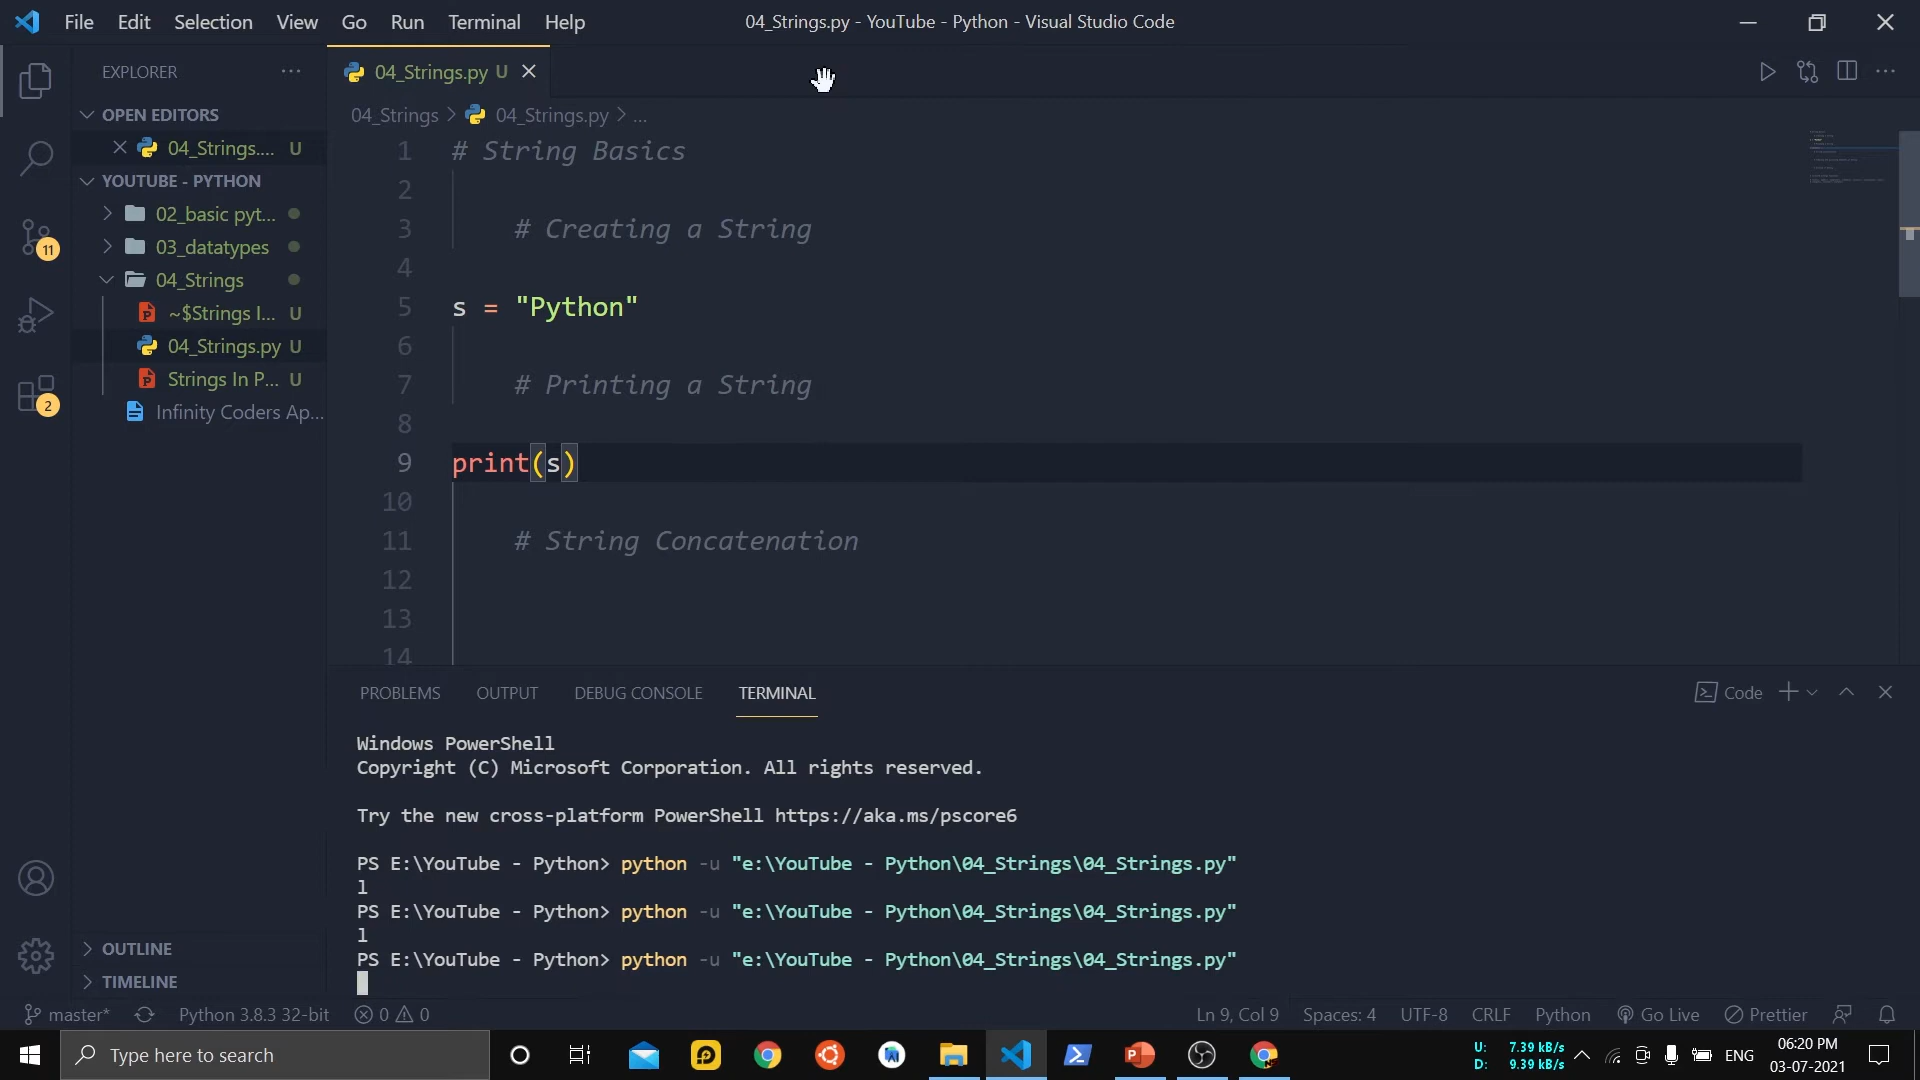 File Edit Selection View Go Run Terminal Help
04_Strings.py - YouTube - Python - Visual Studio Code
EXPLORER
OPEN EDITORS
04_Strings.... U
YOUTUBE - PYTHON
02_basic pyt...
03_datatypes
04_Strings
~$Strings I... U
04_Strings.py U
Strings In P... U
Infinity Coders Ap...
11
2
OUTLINE
TIMELINE
04_Strings.py U
04_Strings > 04_Strings.py > ...
1 # String Basics
2
3 # Creating a String
4
5 s = "Python"
6
7 # Printing a String
8
9 print(s)
10
11 # String Concatenation
12
13
14
PROBLEMS OUTPUT DEBUG CONSOLE TERMINAL
Code
Windows PowerShell
Copyright (C) Microsoft Corporation. All rights reserved.
Try the new cross-platform PowerShell https://aka.ms/pscore6
PS E:\YouTube - Python> python -u "e:\YouTube - Python\04_Strings\04_Strings.py"
l
PS E:\YouTube - Python> python -u "e:\YouTube - Python\04_Strings\04_Strings.py"
l
PS E:\YouTube - Python> python -u "e:\YouTube - Python\04_Strings\04_Strings.py"
master* Python 3.8.3 32-bit 0 0
Ln 9, Col 9 Spaces: 4 UTF-8 CRLF Python Go Live Prettier
Type here to search
U: 7.39 kB/s
D: 9.39 kB/s
ENG
06:20 PM
03-07-2021